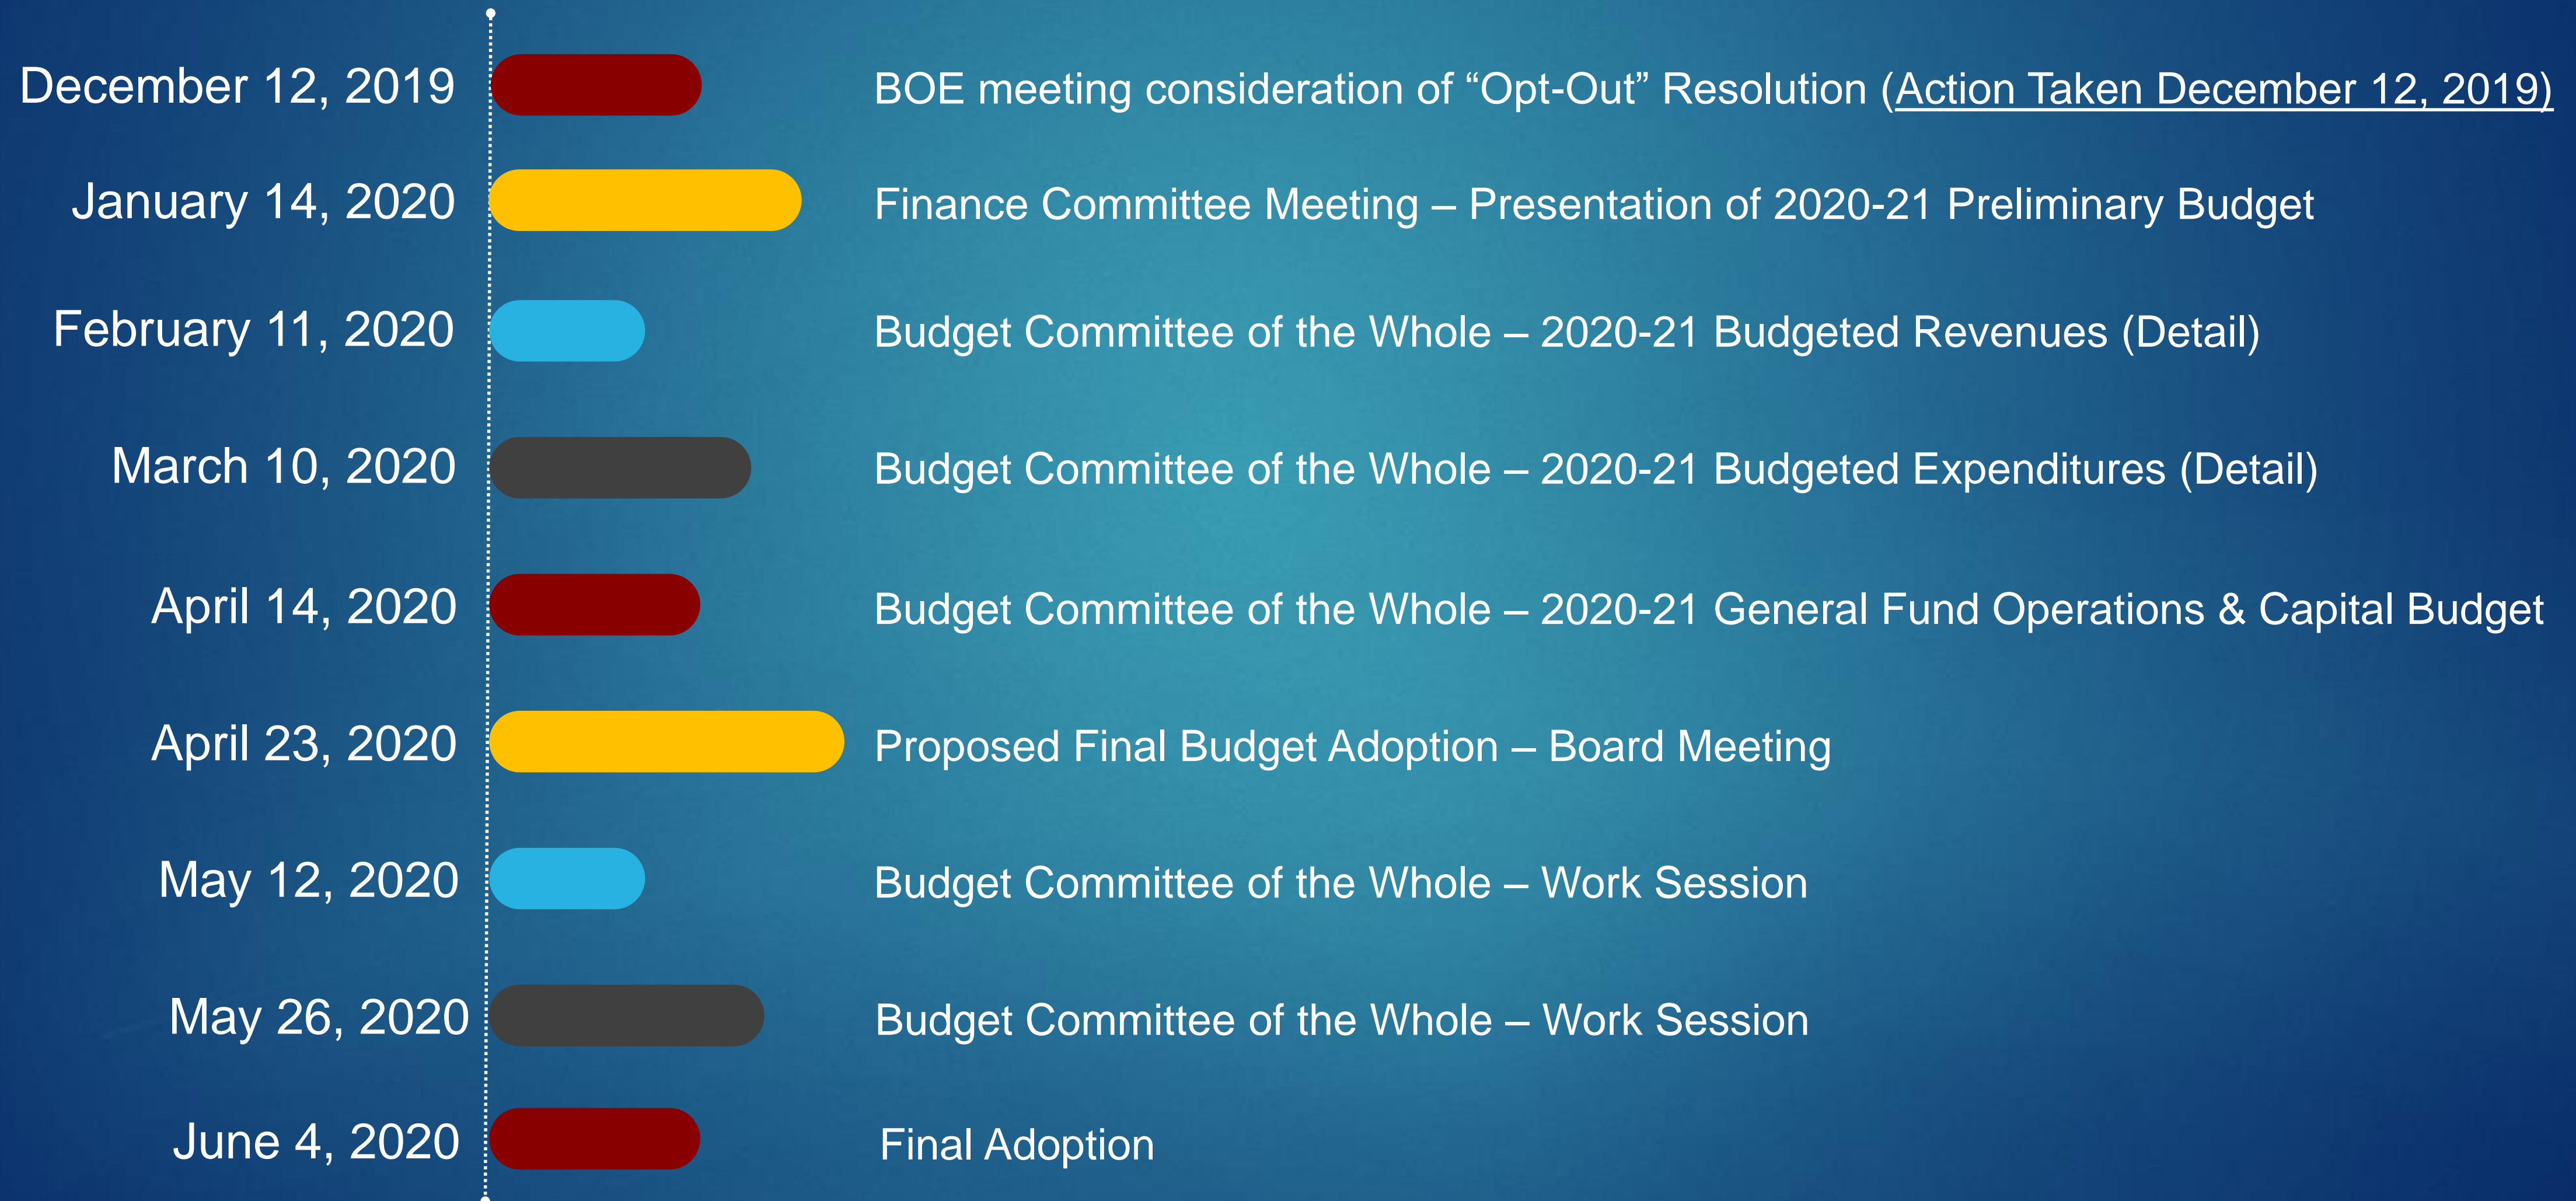 December 12, 2019 BOE meeting consideration of “Opt-Out” Resolution (Action Taken December 12, 2019)
January 14, 2020 Finance Committee Meeting – Presentation of 2020-21 Preliminary Budget
February 11, 2020 Budget Committee of the Whole – 2020-21 Budgeted Revenues (Detail)
March 10, 2020 Budget Committee of the Whole – 2020-21 Budgeted Expenditures (Detail)
April 14, 2020 Budget Committee of the Whole – 2020-21 General Fund Operations & Capital Budget
April 23, 2020 Proposed Final Budget Adoption – Board Meeting
May 12, 2020 Budget Committee of the Whole – Work Session
May 26, 2020 Budget Committee of the Whole – Work Session
June 4, 2020 Final Adoption